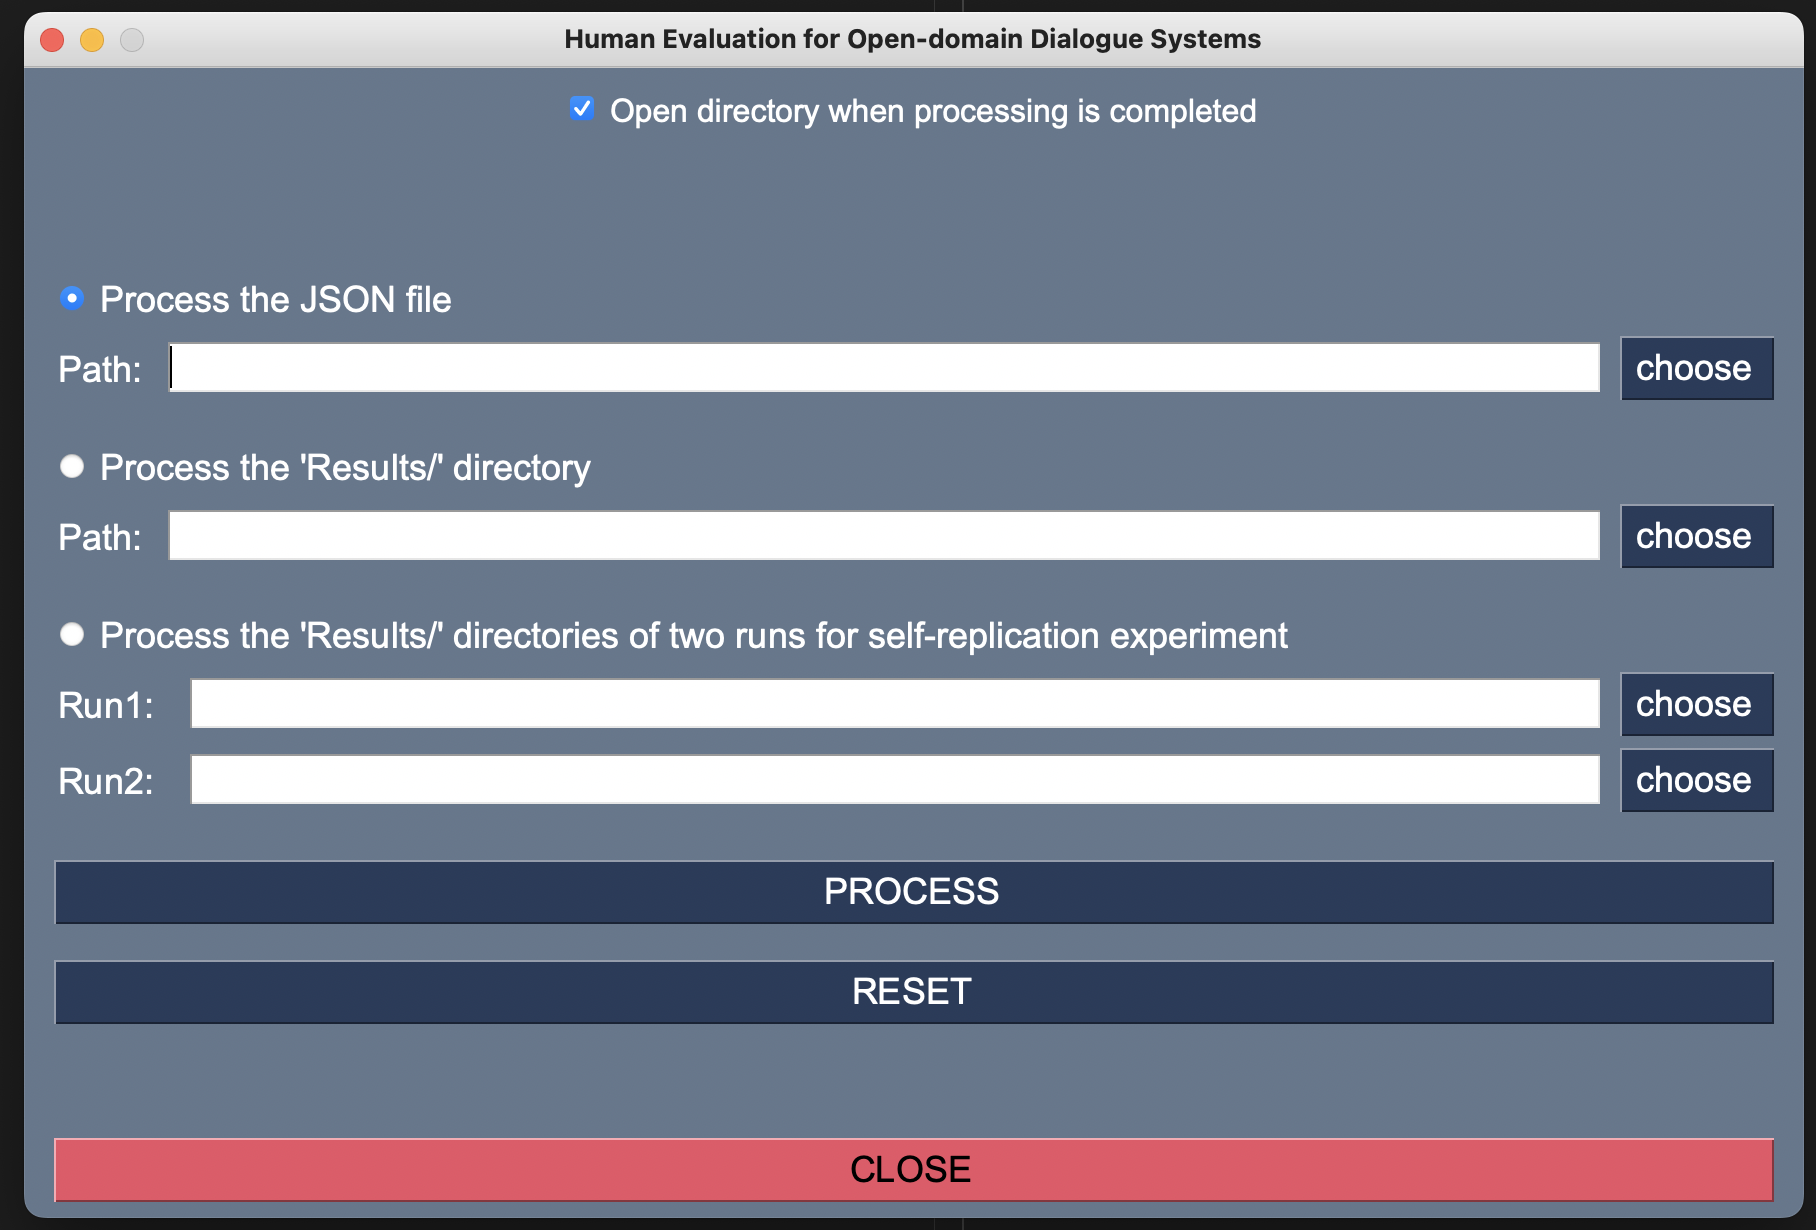 Human Evaluation for Open-domain Dialogue Systems
Open directory when processing is completed
Process the JSON file
Path: choose
Process the 'Results/' directory
Path: choose
Process the 'Results/' directories of two runs for self-replication experiment
Run1: choose
Run2: choose
PROCESS
RESET
CLOSE